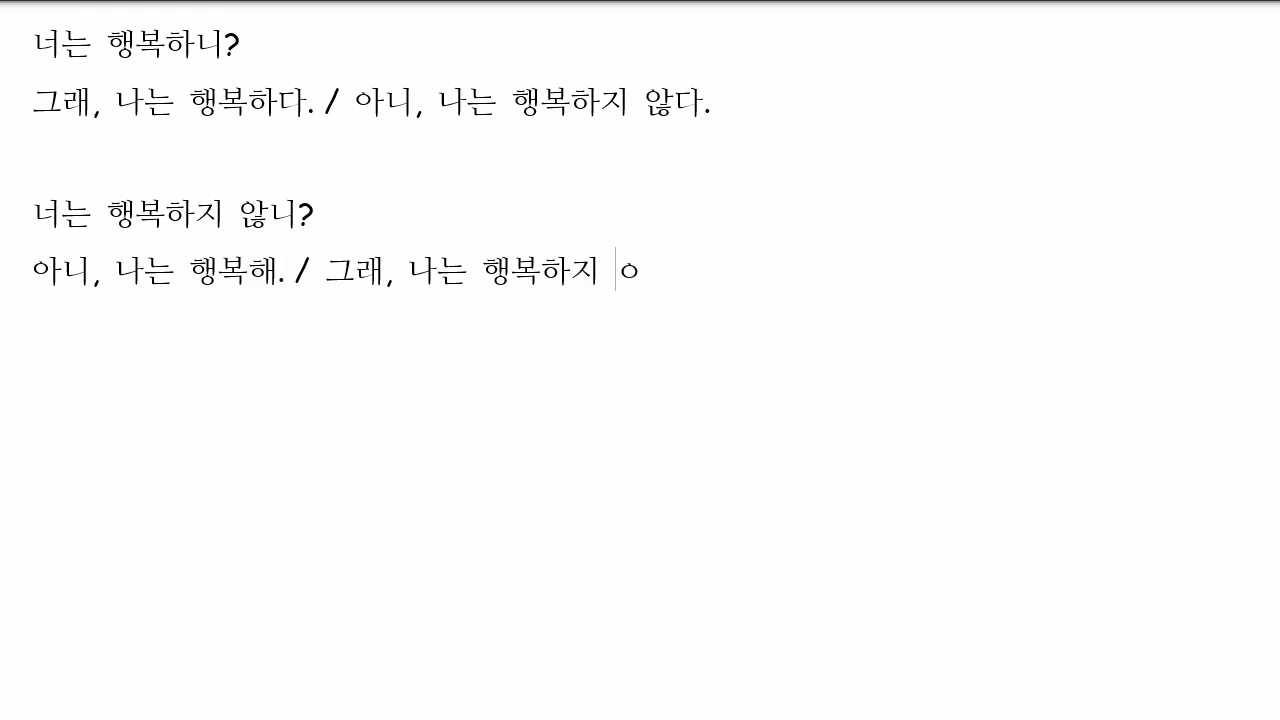 너는 행복하니?
그래, 나는 행복하다. / 아니, 나는 행복하지 않다.
너는 행복하지 않니?
아니, 나는 행복해. / 그래, 나는 행복하지 ㅇ